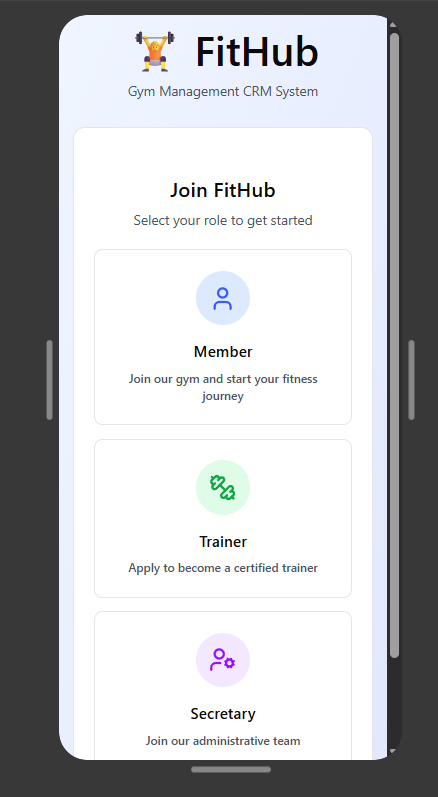 FitHub
Gym Management CRM System
Join FitHub
Select your role to get started
Member
Join our gym and start your fitness
journey
Trainer
Apply to become a certified trainer
Secretary
Join our administrative team